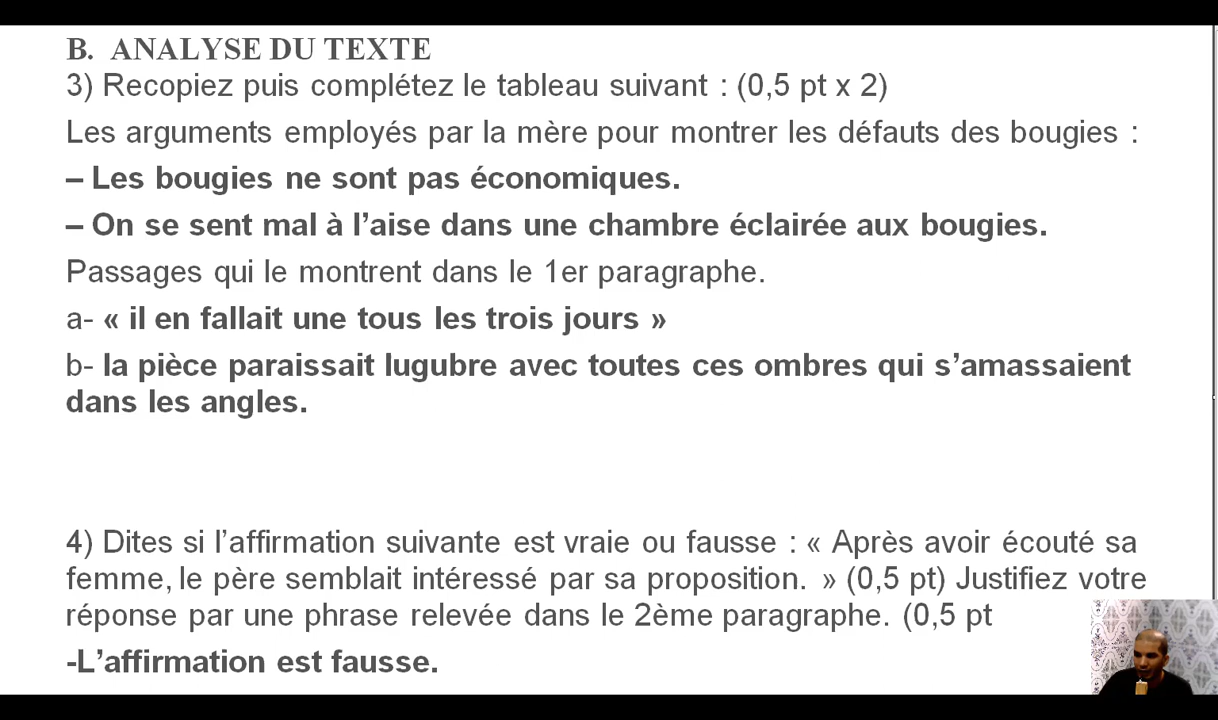 B. ANALYSE DU TEXTE
3) Recopiez puis complétez le tableau suivant : (0,5 pt x 2)
Les arguments employés par la mère pour montrer les défauts des bougies :
– Les bougies ne sont pas économiques.
– On se sent mal à l’aise dans une chambre éclairée aux bougies.
Passages qui le montrent dans le 1er paragraphe.
a- « il en fallait une tous les trois jours »
b- la pièce paraissait lugubre avec toutes ces ombres qui s’amassaient
dans les angles.
4) Dites si l’affirmation suivante est vraie ou fausse : « Après avoir écouté sa
femme, le père semblait intéressé par sa proposition. » (0,5 pt) Justifiez votre
réponse par une phrase relevée dans le 2ème paragraphe. (0,5 pt
-L’affirmation est fausse.